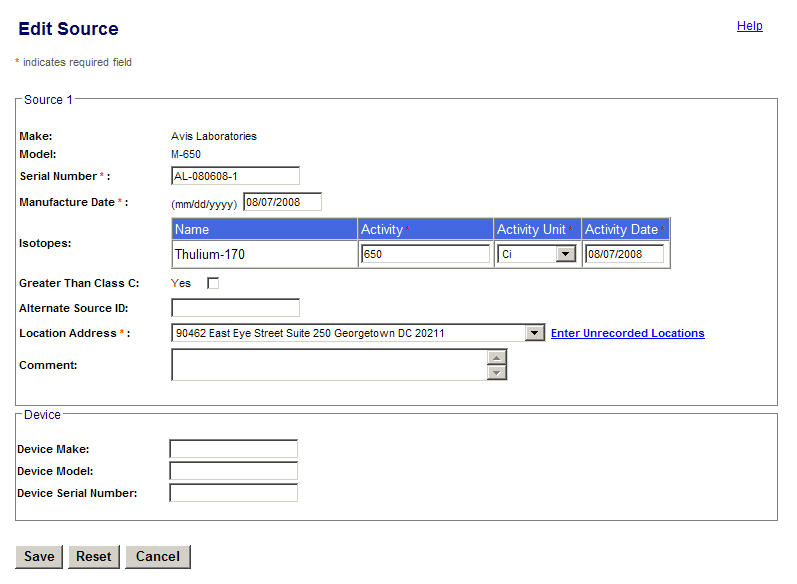 Edit Source
Help
* indicates required field
Source 1
Make: Avis Laboratories
Model: M-650
Serial Number * : AL-080608-1
Manufacture Date * : (mm/dd/yyyy) 08/07/2008
Name Activity * Activity Unit * Activity Date *
Isotopes:
Thulium-170 650 Ci 08/07/2008
Greater Than Class C: Yes
Alternate Source ID:
Location Address * : 90462 East Eye Street Suite 250 Georgetown DC 20211 Enter Unrecorded Locations
Comment:
Device
Device Make:
Device Model:
Device Serial Number:
Save Reset Cancel